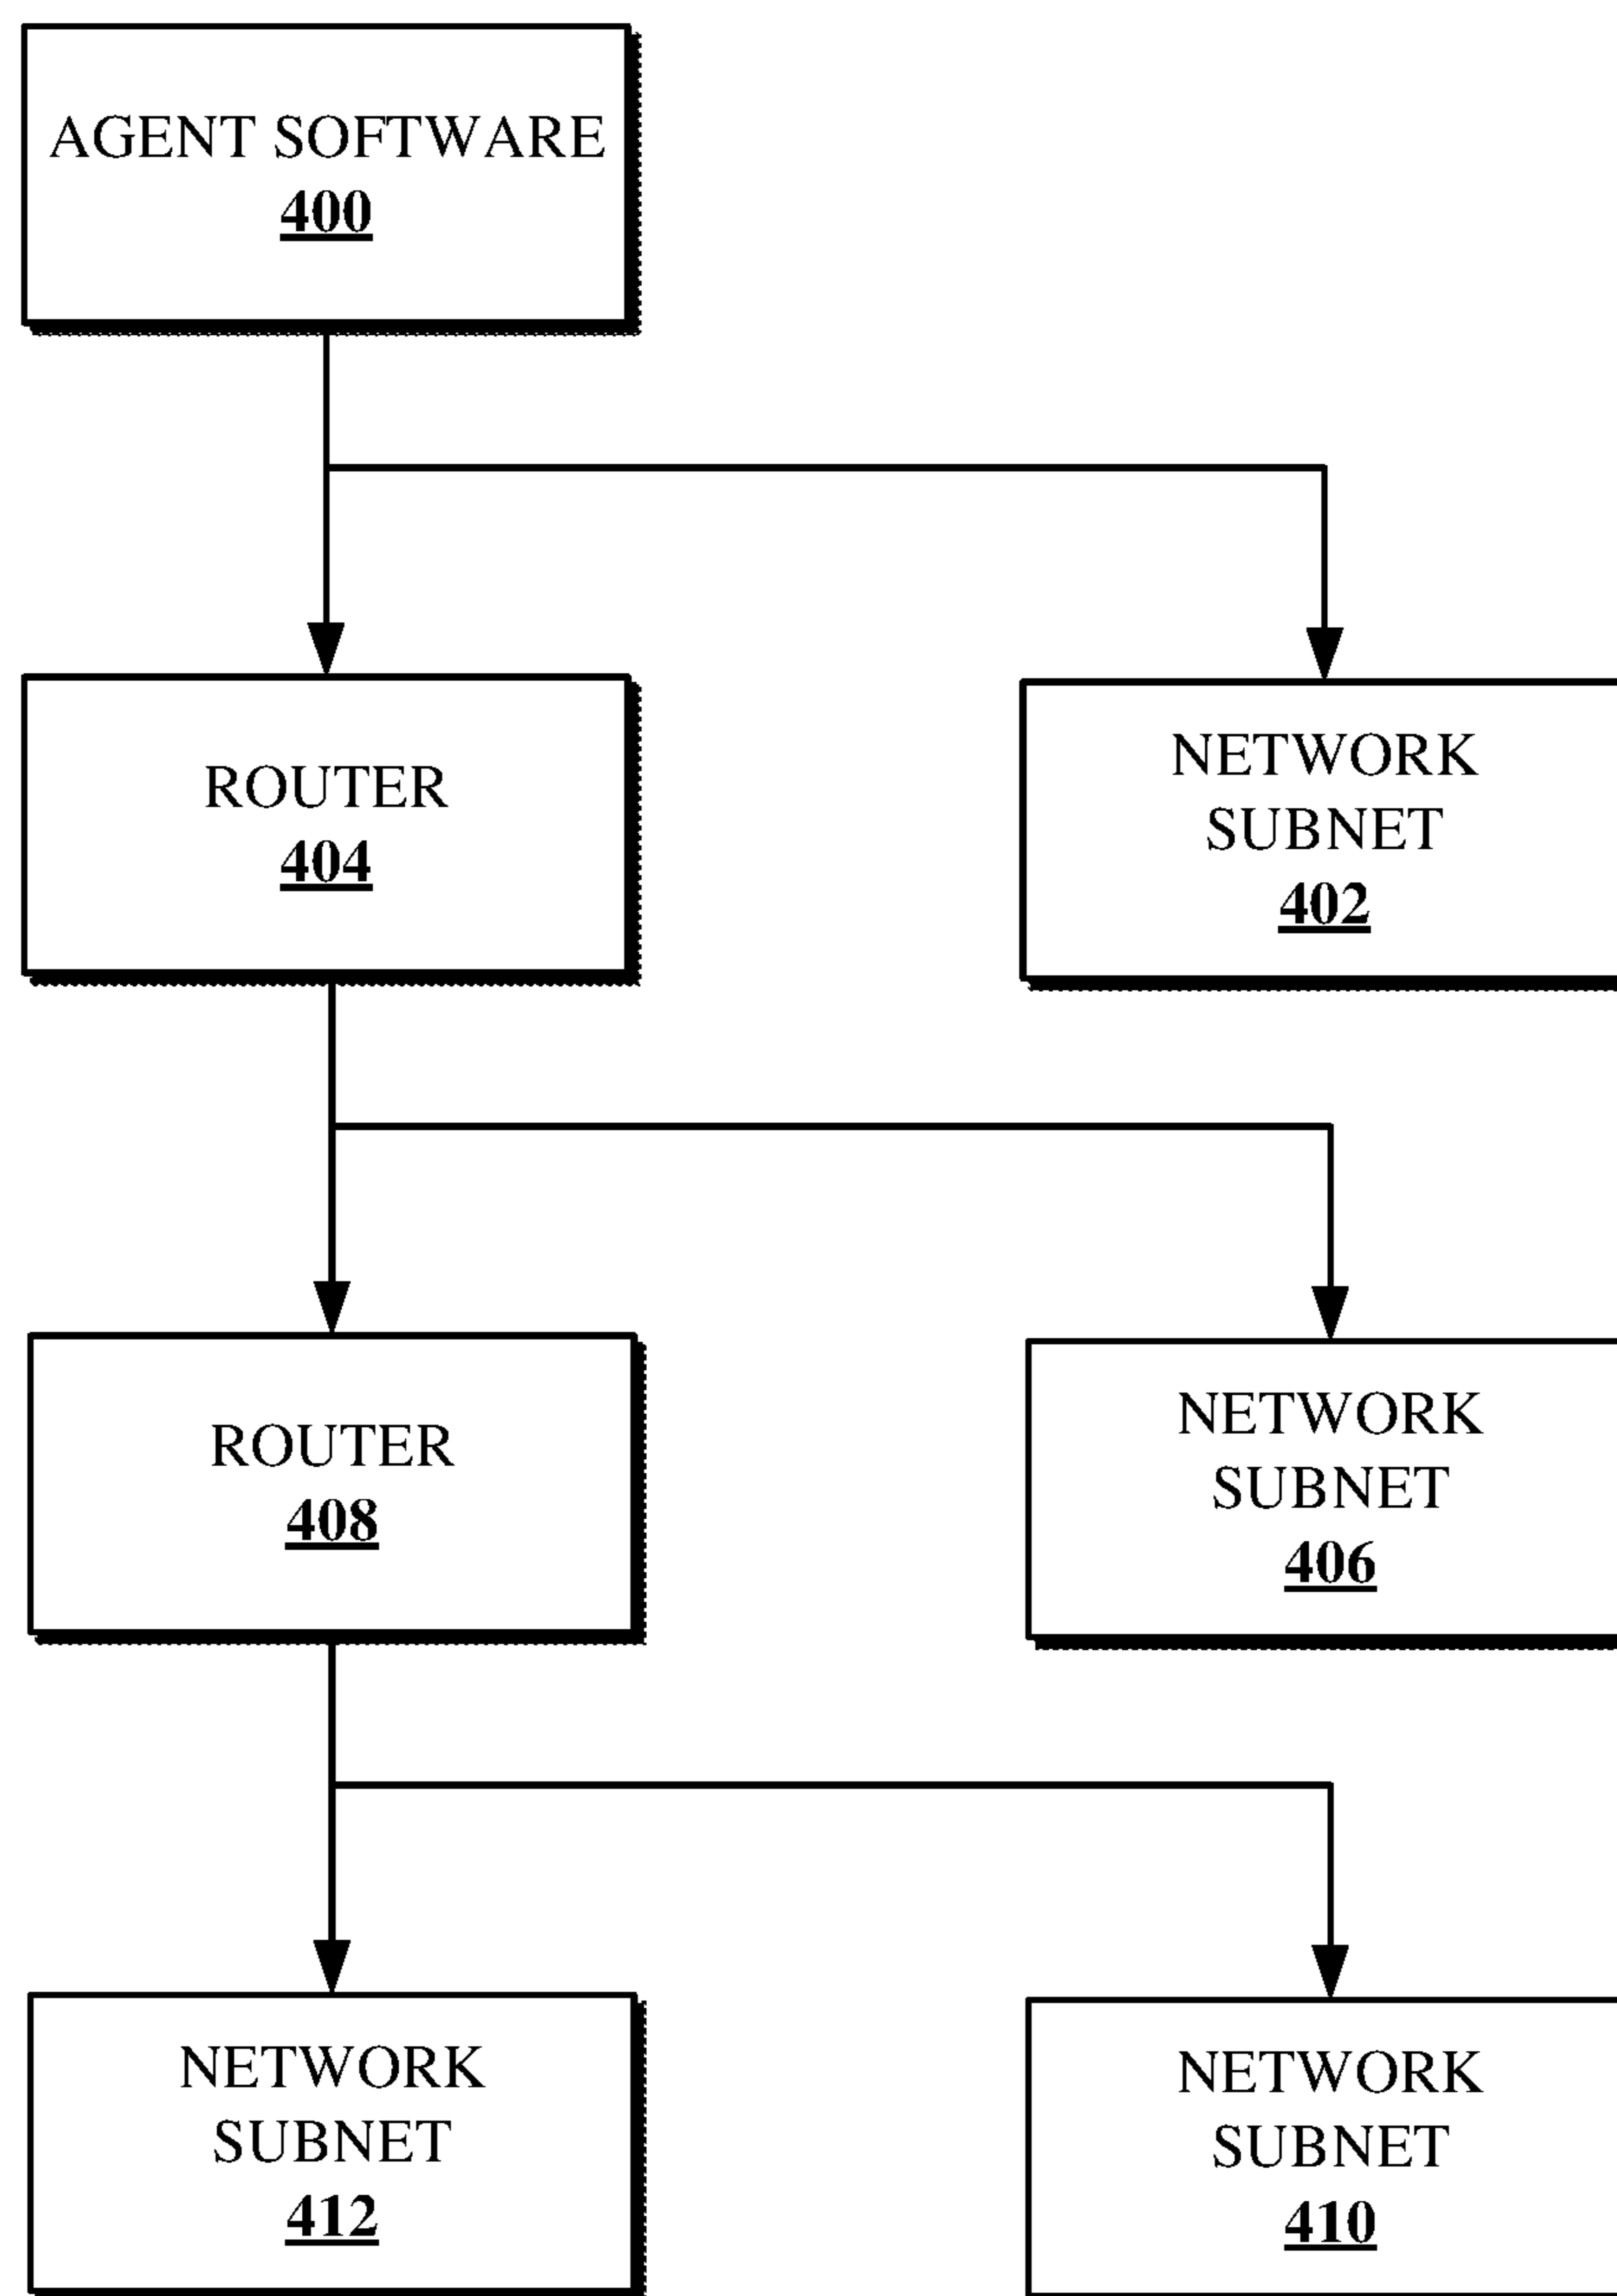 AGENT SOFTWARE
400
ROUTER
404
NETWORK
SUBNET
402
ROUTER
408
NETWORK
SUBNET
406
NETWORK
SUBNET
412
NETWORK
SUBNET
410